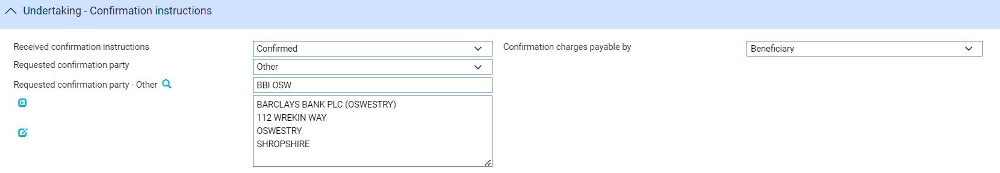 Undertaking - Confirmation instructions
Received confirmation instructions
Confirmed
Confirmation charges payable by
Beneficiary
Requested confirmation party
Other
Requested confirmation party - Other
BBI OSW
BARCLAYS BANK PLC (OSWESTRY)
112 WREKIN WAY
OSWESTRY
SHROPSHIRE